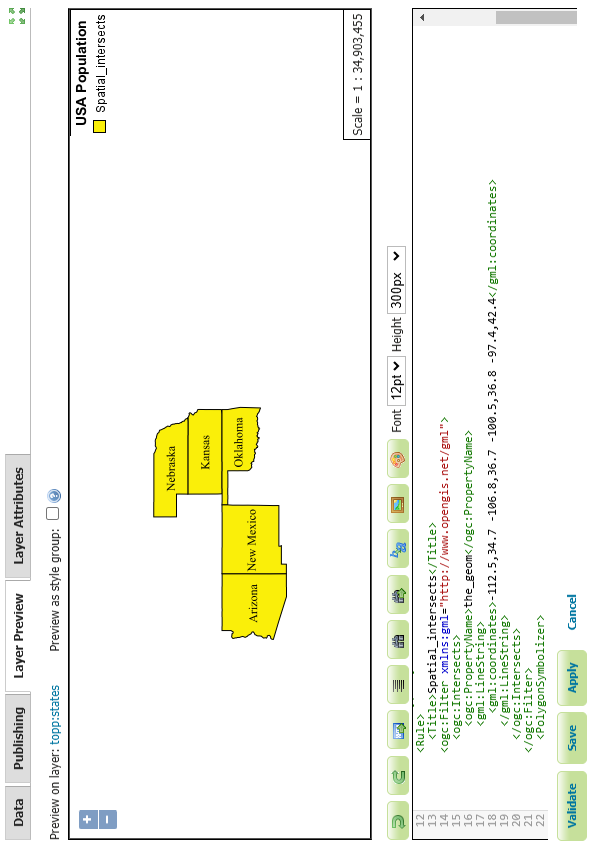 Data Publishing Layer Preview Layer Attributes
Preview on layer: topp:states Preview as style group:
+
−
USA Population
Spatial_intersects
Nebraska
Kansas
Oklahoma
New Mexico
Arizona
Scale = 1 : 34,903,455
Font 12pt Height 300px
12 <Rule>
13 <Title>Spatial_intersects</Title>
14 <ogc:Filter xmlns:gml="http://www.opengis.net/gml">
15 <ogc:Intersects>
16 <ogc:PropertyName>the_geom</ogc:PropertyName>
17 <gml:LineString>
18 <gml:coordinates>-112.5,34.7 -106.8,36.7 -100.5,36.8 -97.4,42.4</gml:coordinates>
19 </gml:LineString>
20 </ogc:Intersects>
21 </ogc:Filter>
22 <PolygonSymbolizer>
Validate Save Apply Cancel